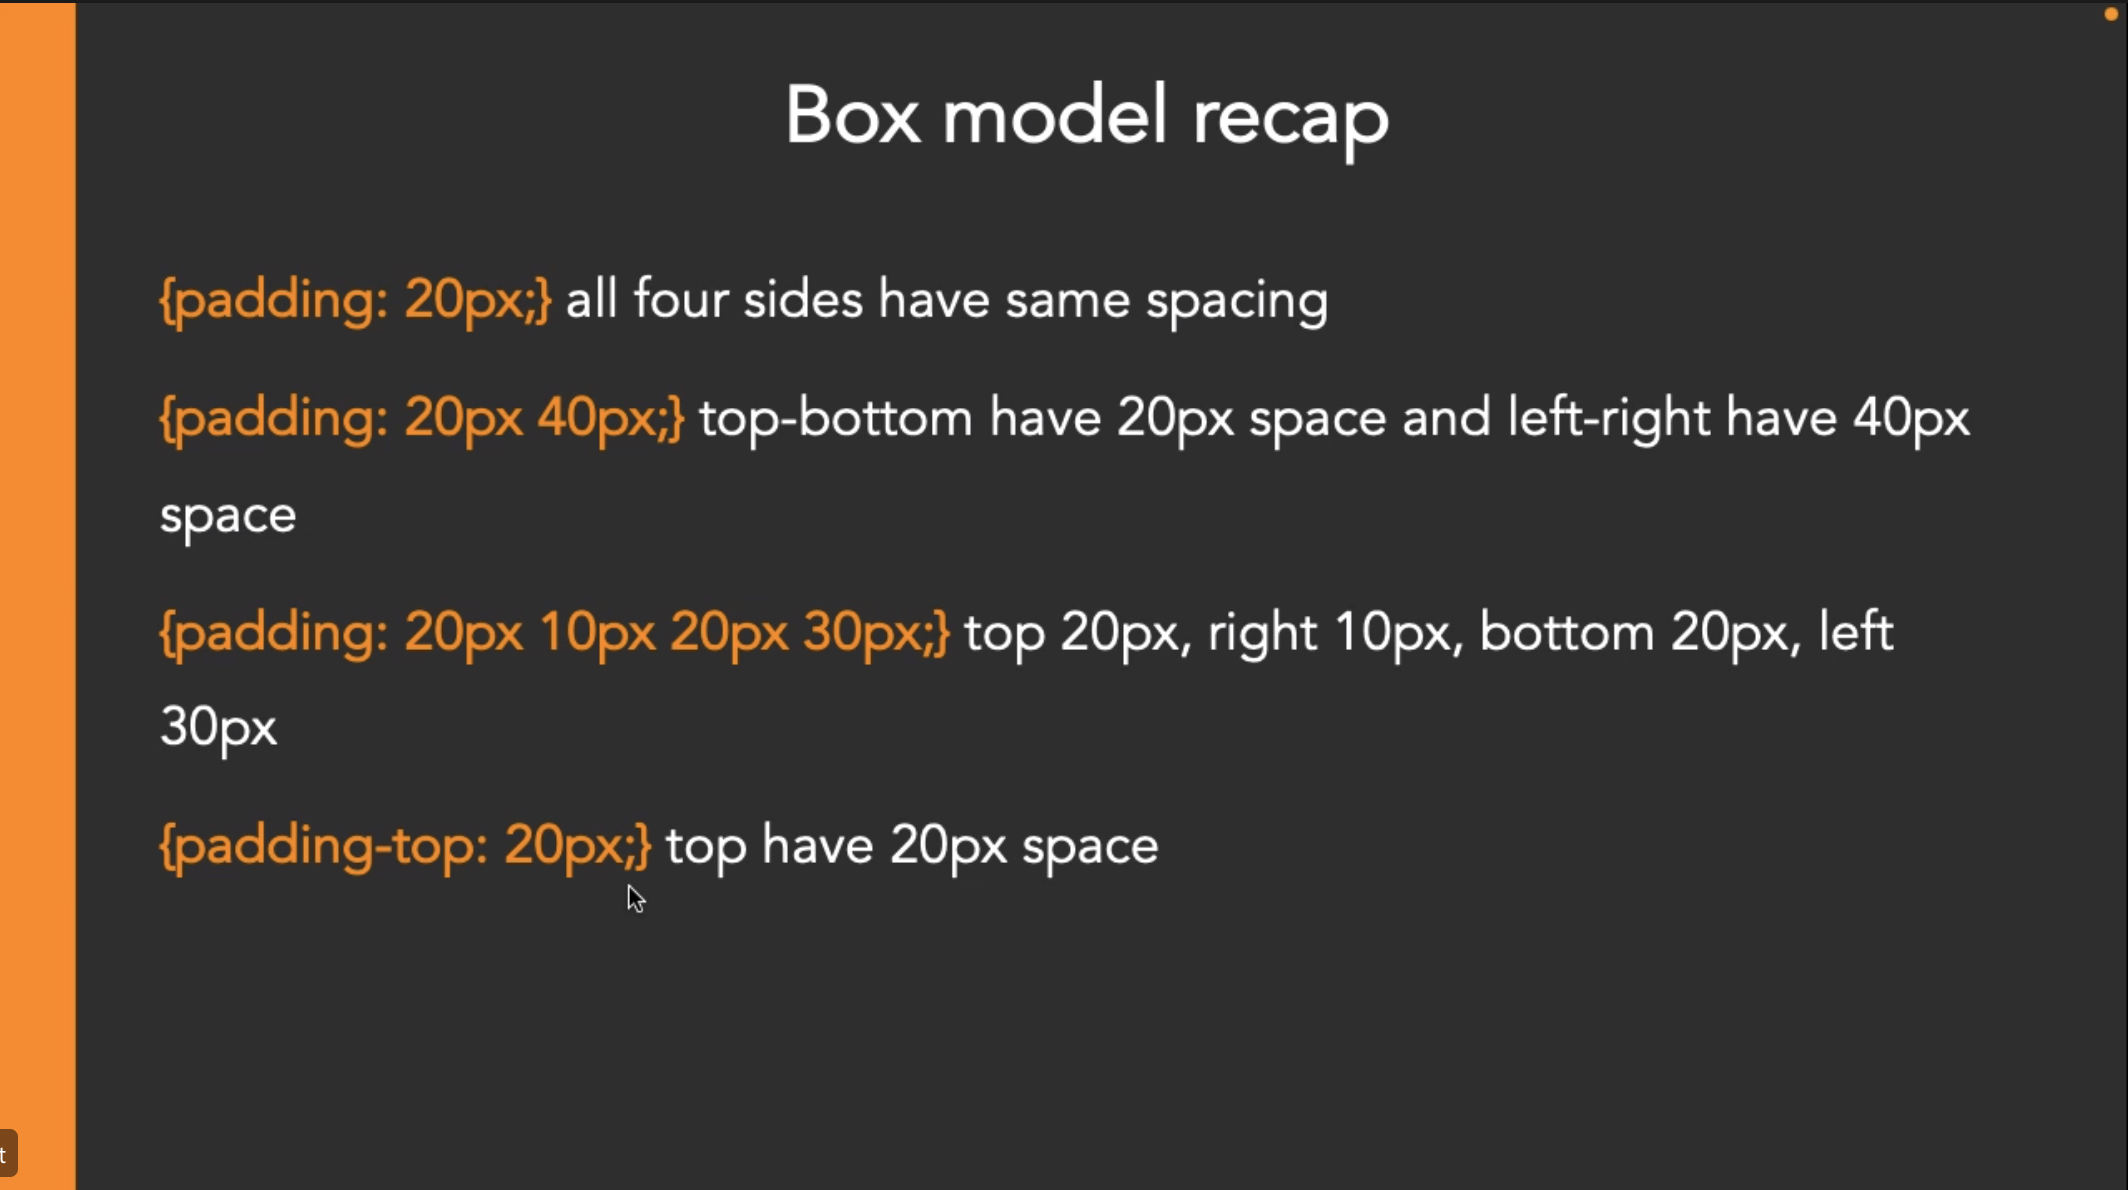 Box model recap
{padding: 20px;} all four sides have same spacing
{padding: 20px 40px;} top-bottom have 20px space and left-right have 40px
space
{padding: 20px 10px 20px 30px;} top 20px, right 10px, bottom 20px, left
30px
{padding-top: 20px;} top have 20px space
t